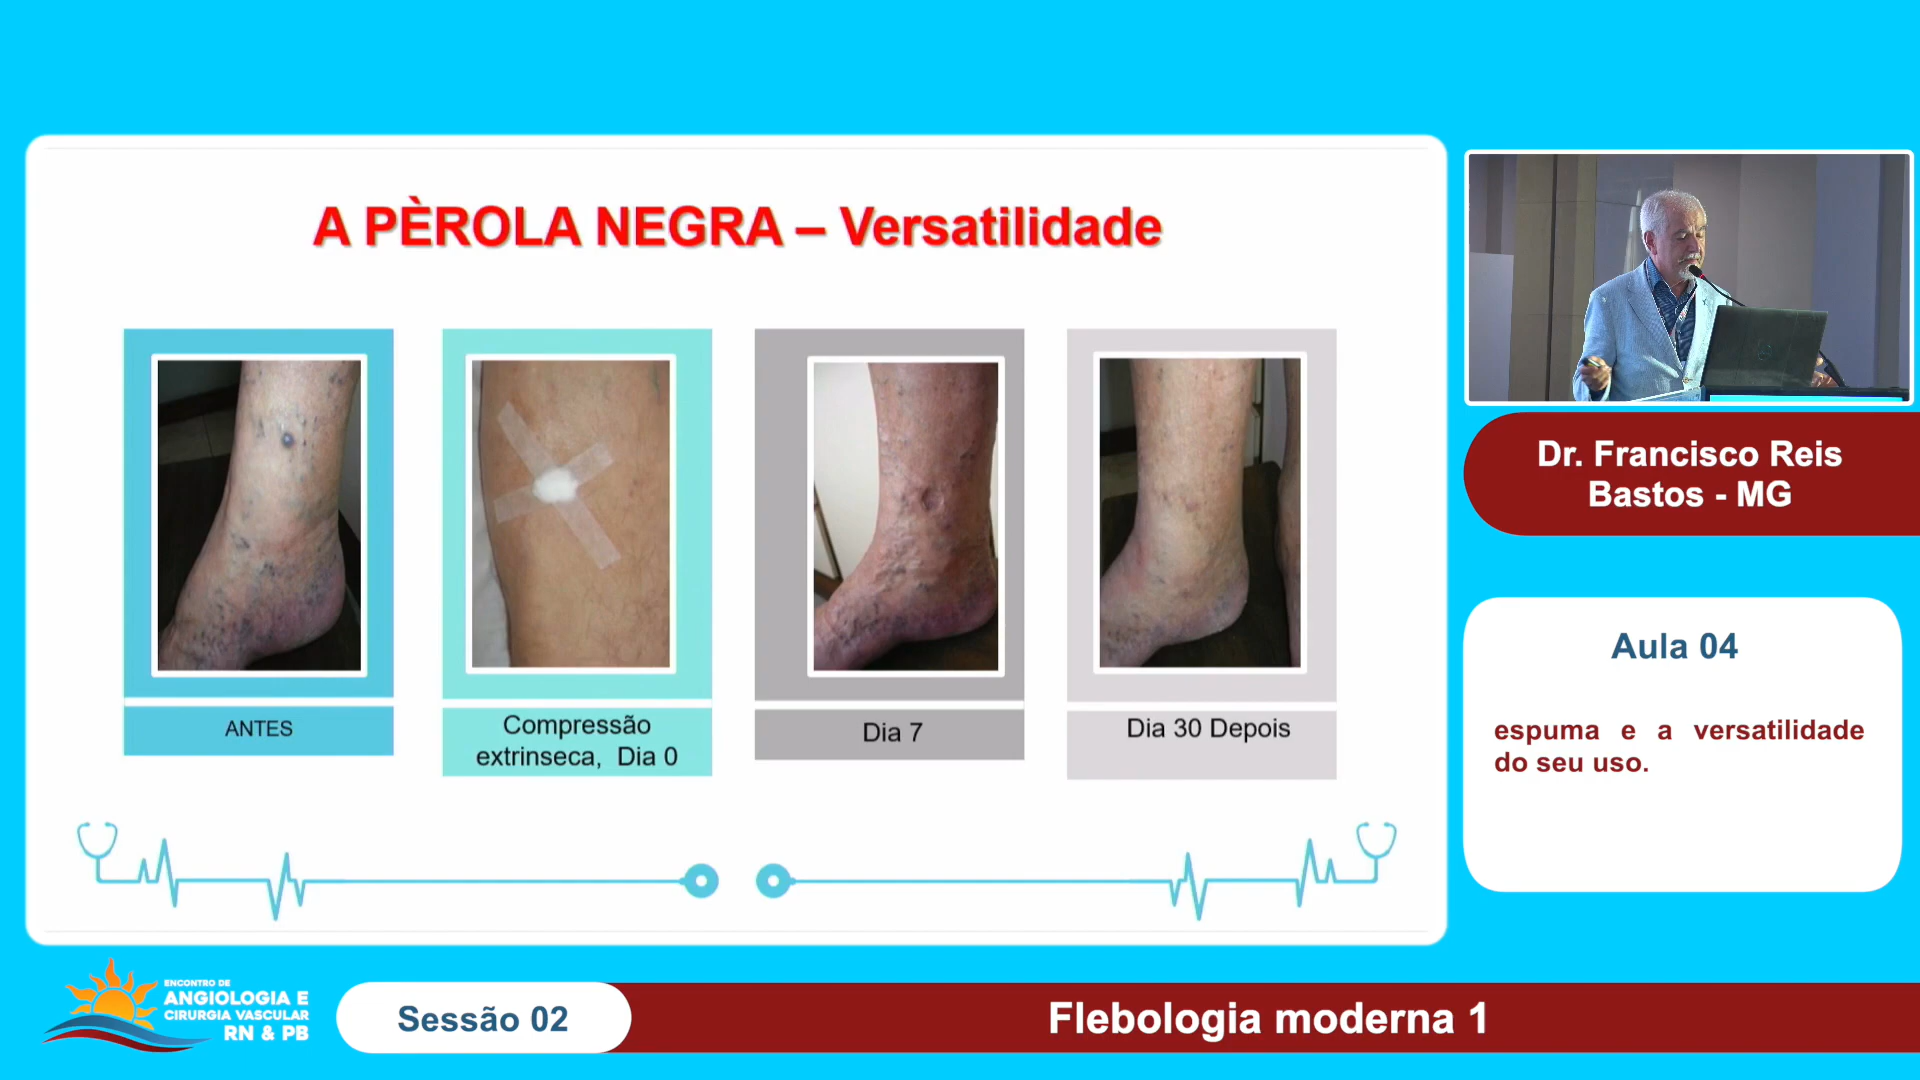 A PÈROLA NEGRA – Versatilidade
ANTES
Compressão
extrinseca, Dia 0
Dia 7
Dia 30 Depois
Dr. Francisco Reis
Bastos - MG
Aula 04
espuma e a versatilidade
do seu uso.
ENCONTRO DE
ANGIOLOGIA E
CIRURGIA VASCULAR
RN & PB
Sessão 02
Flebologia moderna 1